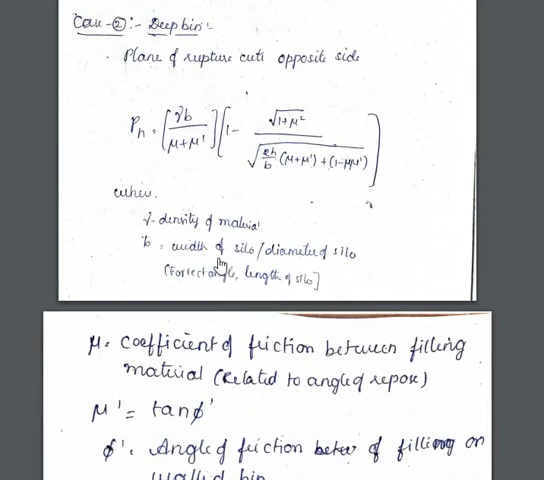 Case-②:- Deep bin:-
Plane of rupture cuts opposite side
Pₕ = [γb / μ+μ'] [1 - √(1+μ²) / √(2h/b (μ+μ') + (1-μμ'))]
where,
γ - density of material
b = width of silo/diameter of silo
(for rectangle, length of silo]
μ = coefficient of friction between filling
material (Related to angle of repose)
μ' = tanϕ'
ϕ' = Angle of friction of filling on